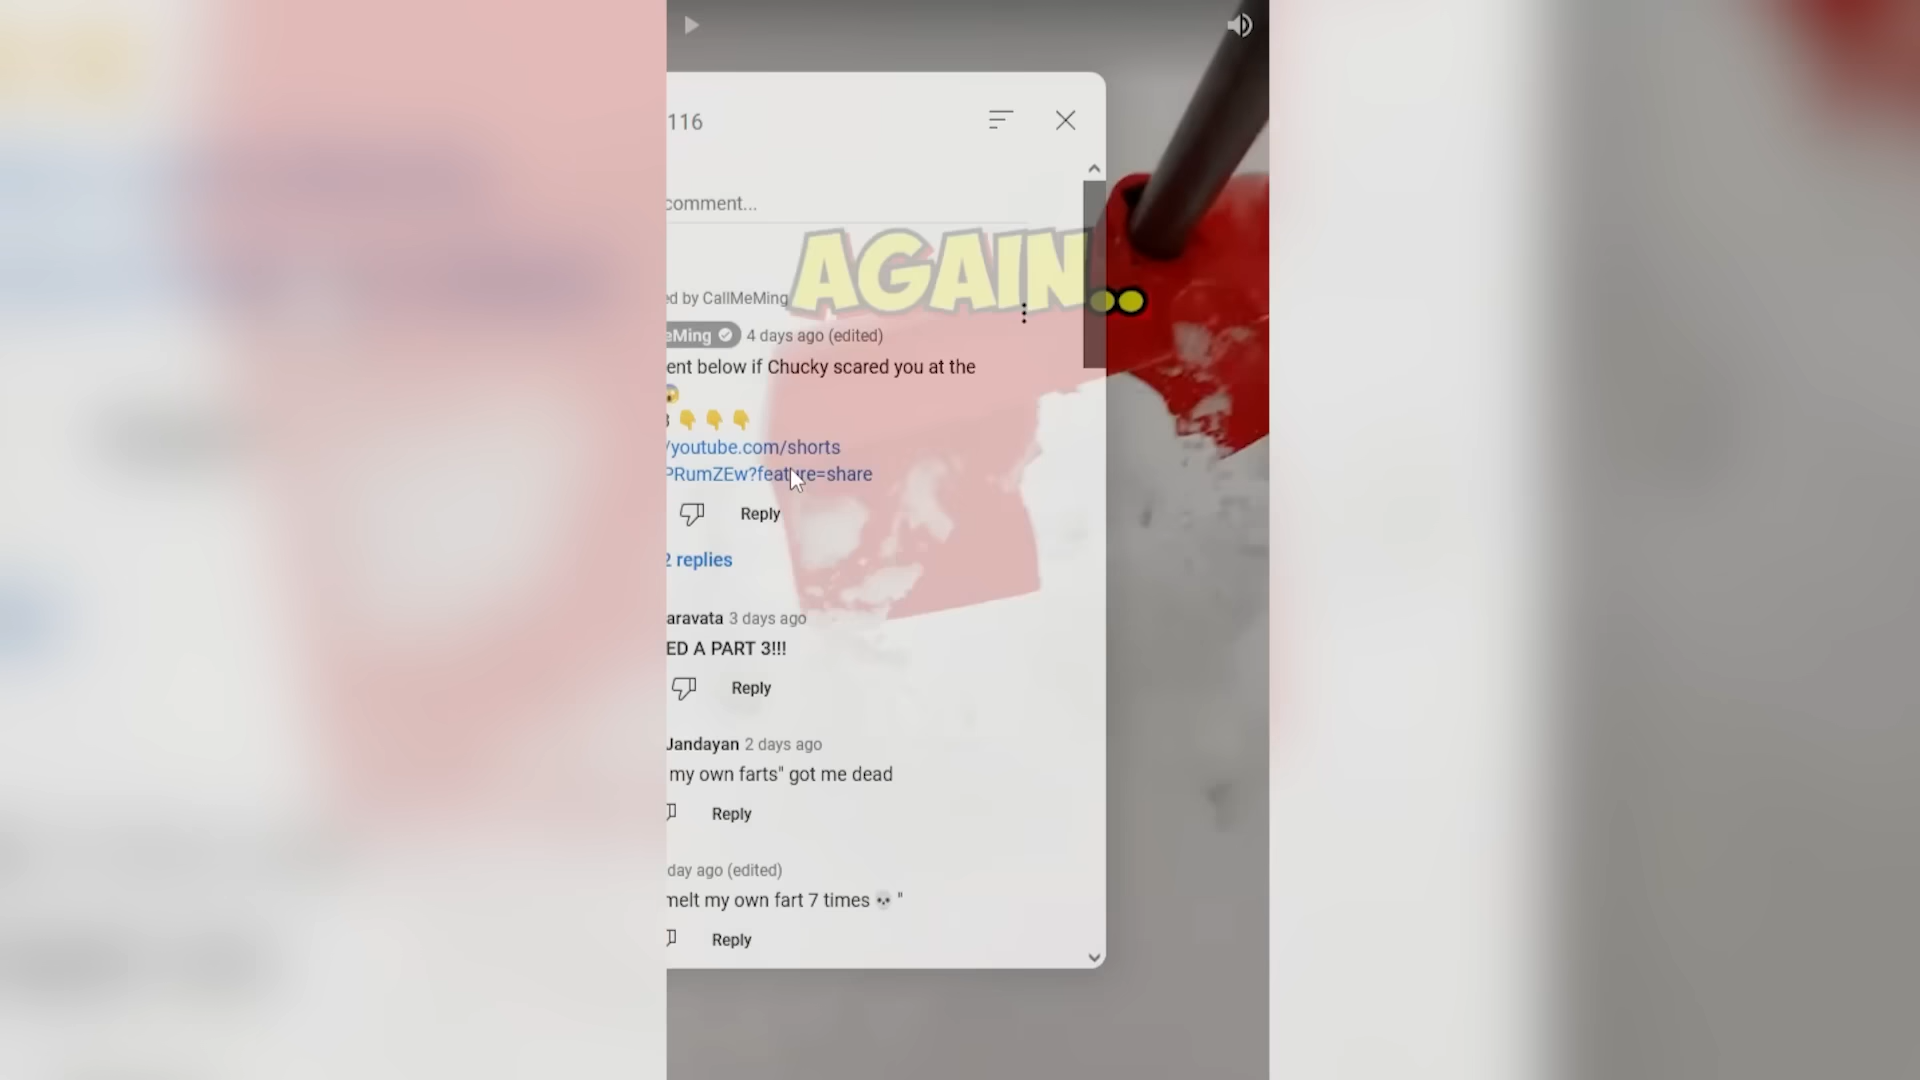 116
comment...
AGAIN
ed by CallMeMing
eMing 4 days ago (edited)
ent below if Chucky scared you at the
/youtube.com/shorts
PRumZEw?feature=share
Reply
2 replies
aravata 3 days ago
ED A PART 3!!!
Reply
Jandayan 2 days ago
my own farts" got me dead
Reply
day ago (edited)
melt my own fart 7 times 💀 "
Reply